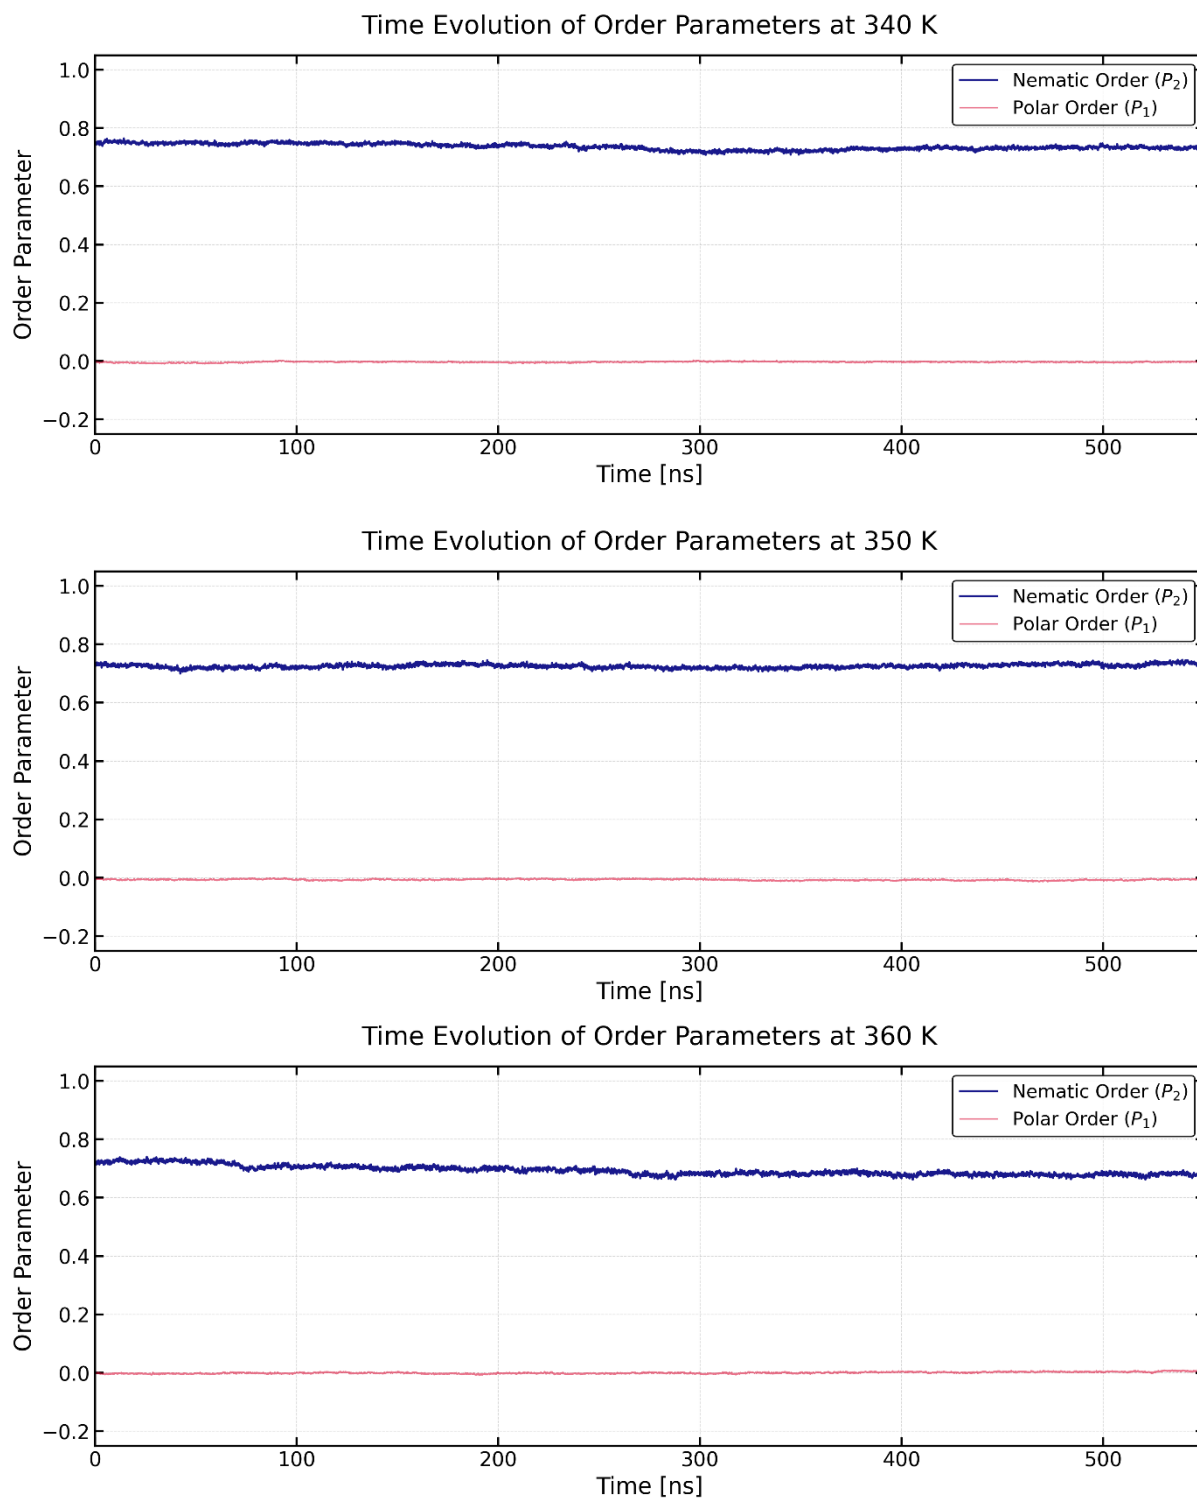 Time Evolution of Order Parameters at 340 K
1.0
0.8
0.6
0.4
0.2
0.0
−0.2
Order Parameter
Nematic Order (P₂)
Polar Order (P₁)
0 100 200 300 400 500
Time [ns]
Time Evolution of Order Parameters at 350 K
1.0
0.8
0.6
0.4
0.2
0.0
−0.2
Order Parameter
Nematic Order (P₂)
Polar Order (P₁)
0 100 200 300 400 500
Time [ns]
Time Evolution of Order Parameters at 360 K
1.0
0.8
0.6
0.4
0.2
0.0
−0.2
Order Parameter
Nematic Order (P₂)
Polar Order (P₁)
0 100 200 300 400 500
Time [ns]